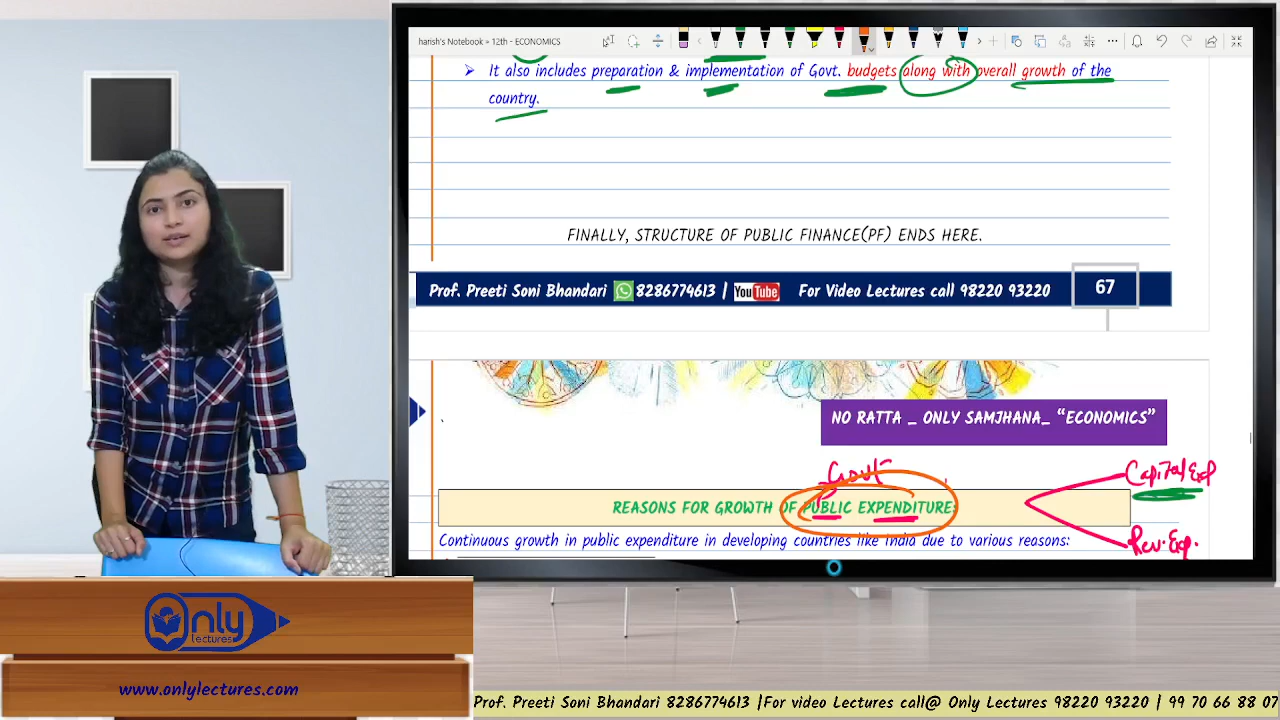 harish's Notebook » 12th - ECONOMICS
➤ It also includes preparation & implementation of Govt. budgets along with overall growth of the
country.
FINALLY, STRUCTURE OF PUBLIC FINANCE(PF) ENDS HERE.
Prof. Preeti Soni Bhandari 8286774613 | YouTube For Video Lectures call 98220 93220 67
NO RATTA _ ONLY SAMJHANA_ “ECONOMICS”
Govt
Capital Exp
REASONS FOR GROWTH OF PUBLIC EXPENDITURE:
Continuous growth in public expenditure in developing countries like India due to various reasons:
Rev. Exp.
Only
lectures
www.onlylectures.com
Prof. Preeti Soni Bhandari 8286774613 |For video Lectures call@ Only Lectures 98220 93220 | 99 70 66 88 07